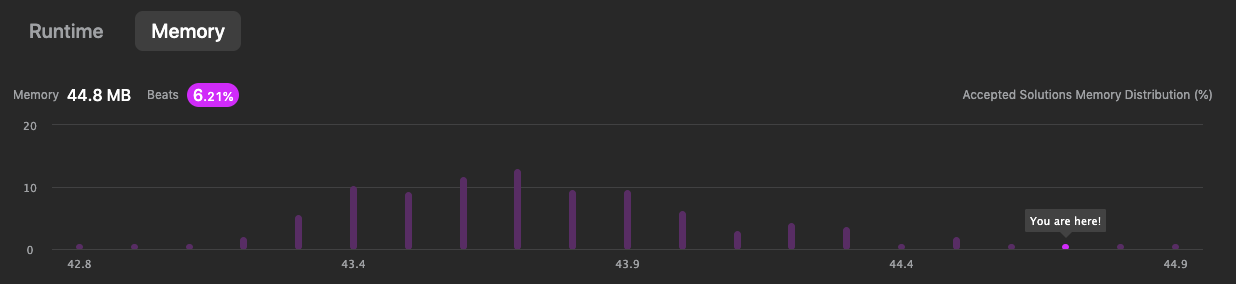 Runtime Memory
Memory 44.8 MB Beats 6.21% Accepted Solutions Memory Distribution (%)
20
10
You are here!
0
42.8 43.4 43.9 44.4 44.9